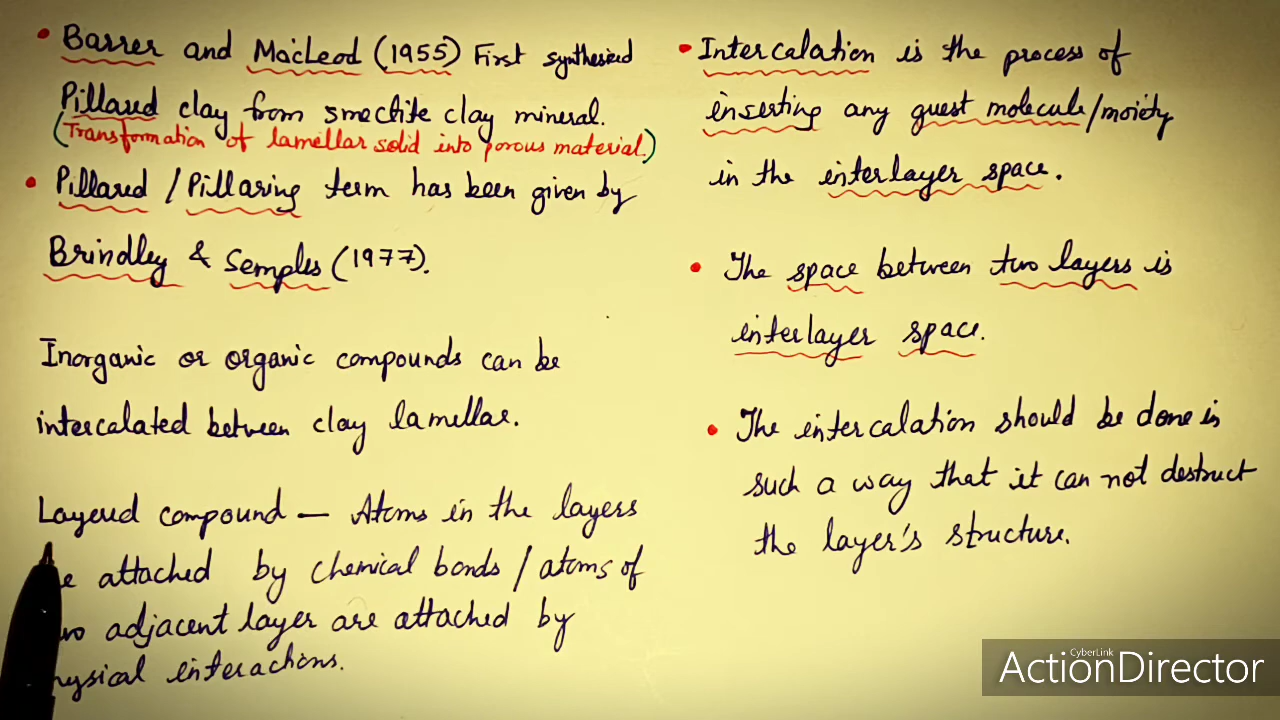 • Barrer and MacLeod (1955) First synthesized
Pillared clay from smectite clay mineral.
(Transformation of lamellar solid into porous material.)
• Pillared / Pillaring term has been given by
Brindley & Semples (1977).
Inorganic or organic compounds can be
intercalated between clay lamellar.
Layered compound — Atoms in the layers
attached by chemical bonds / atoms of
adjacent layer are attached by
physical interactions.
• Intercalation is the process of
inserting any guest molecule/moiety
in the interlayer space.
• The space between two layers is
interlayer space.
• The intercalation should be done in
such a way that it can not destruct
the layer's structure.
CyberLink
ActionDirector